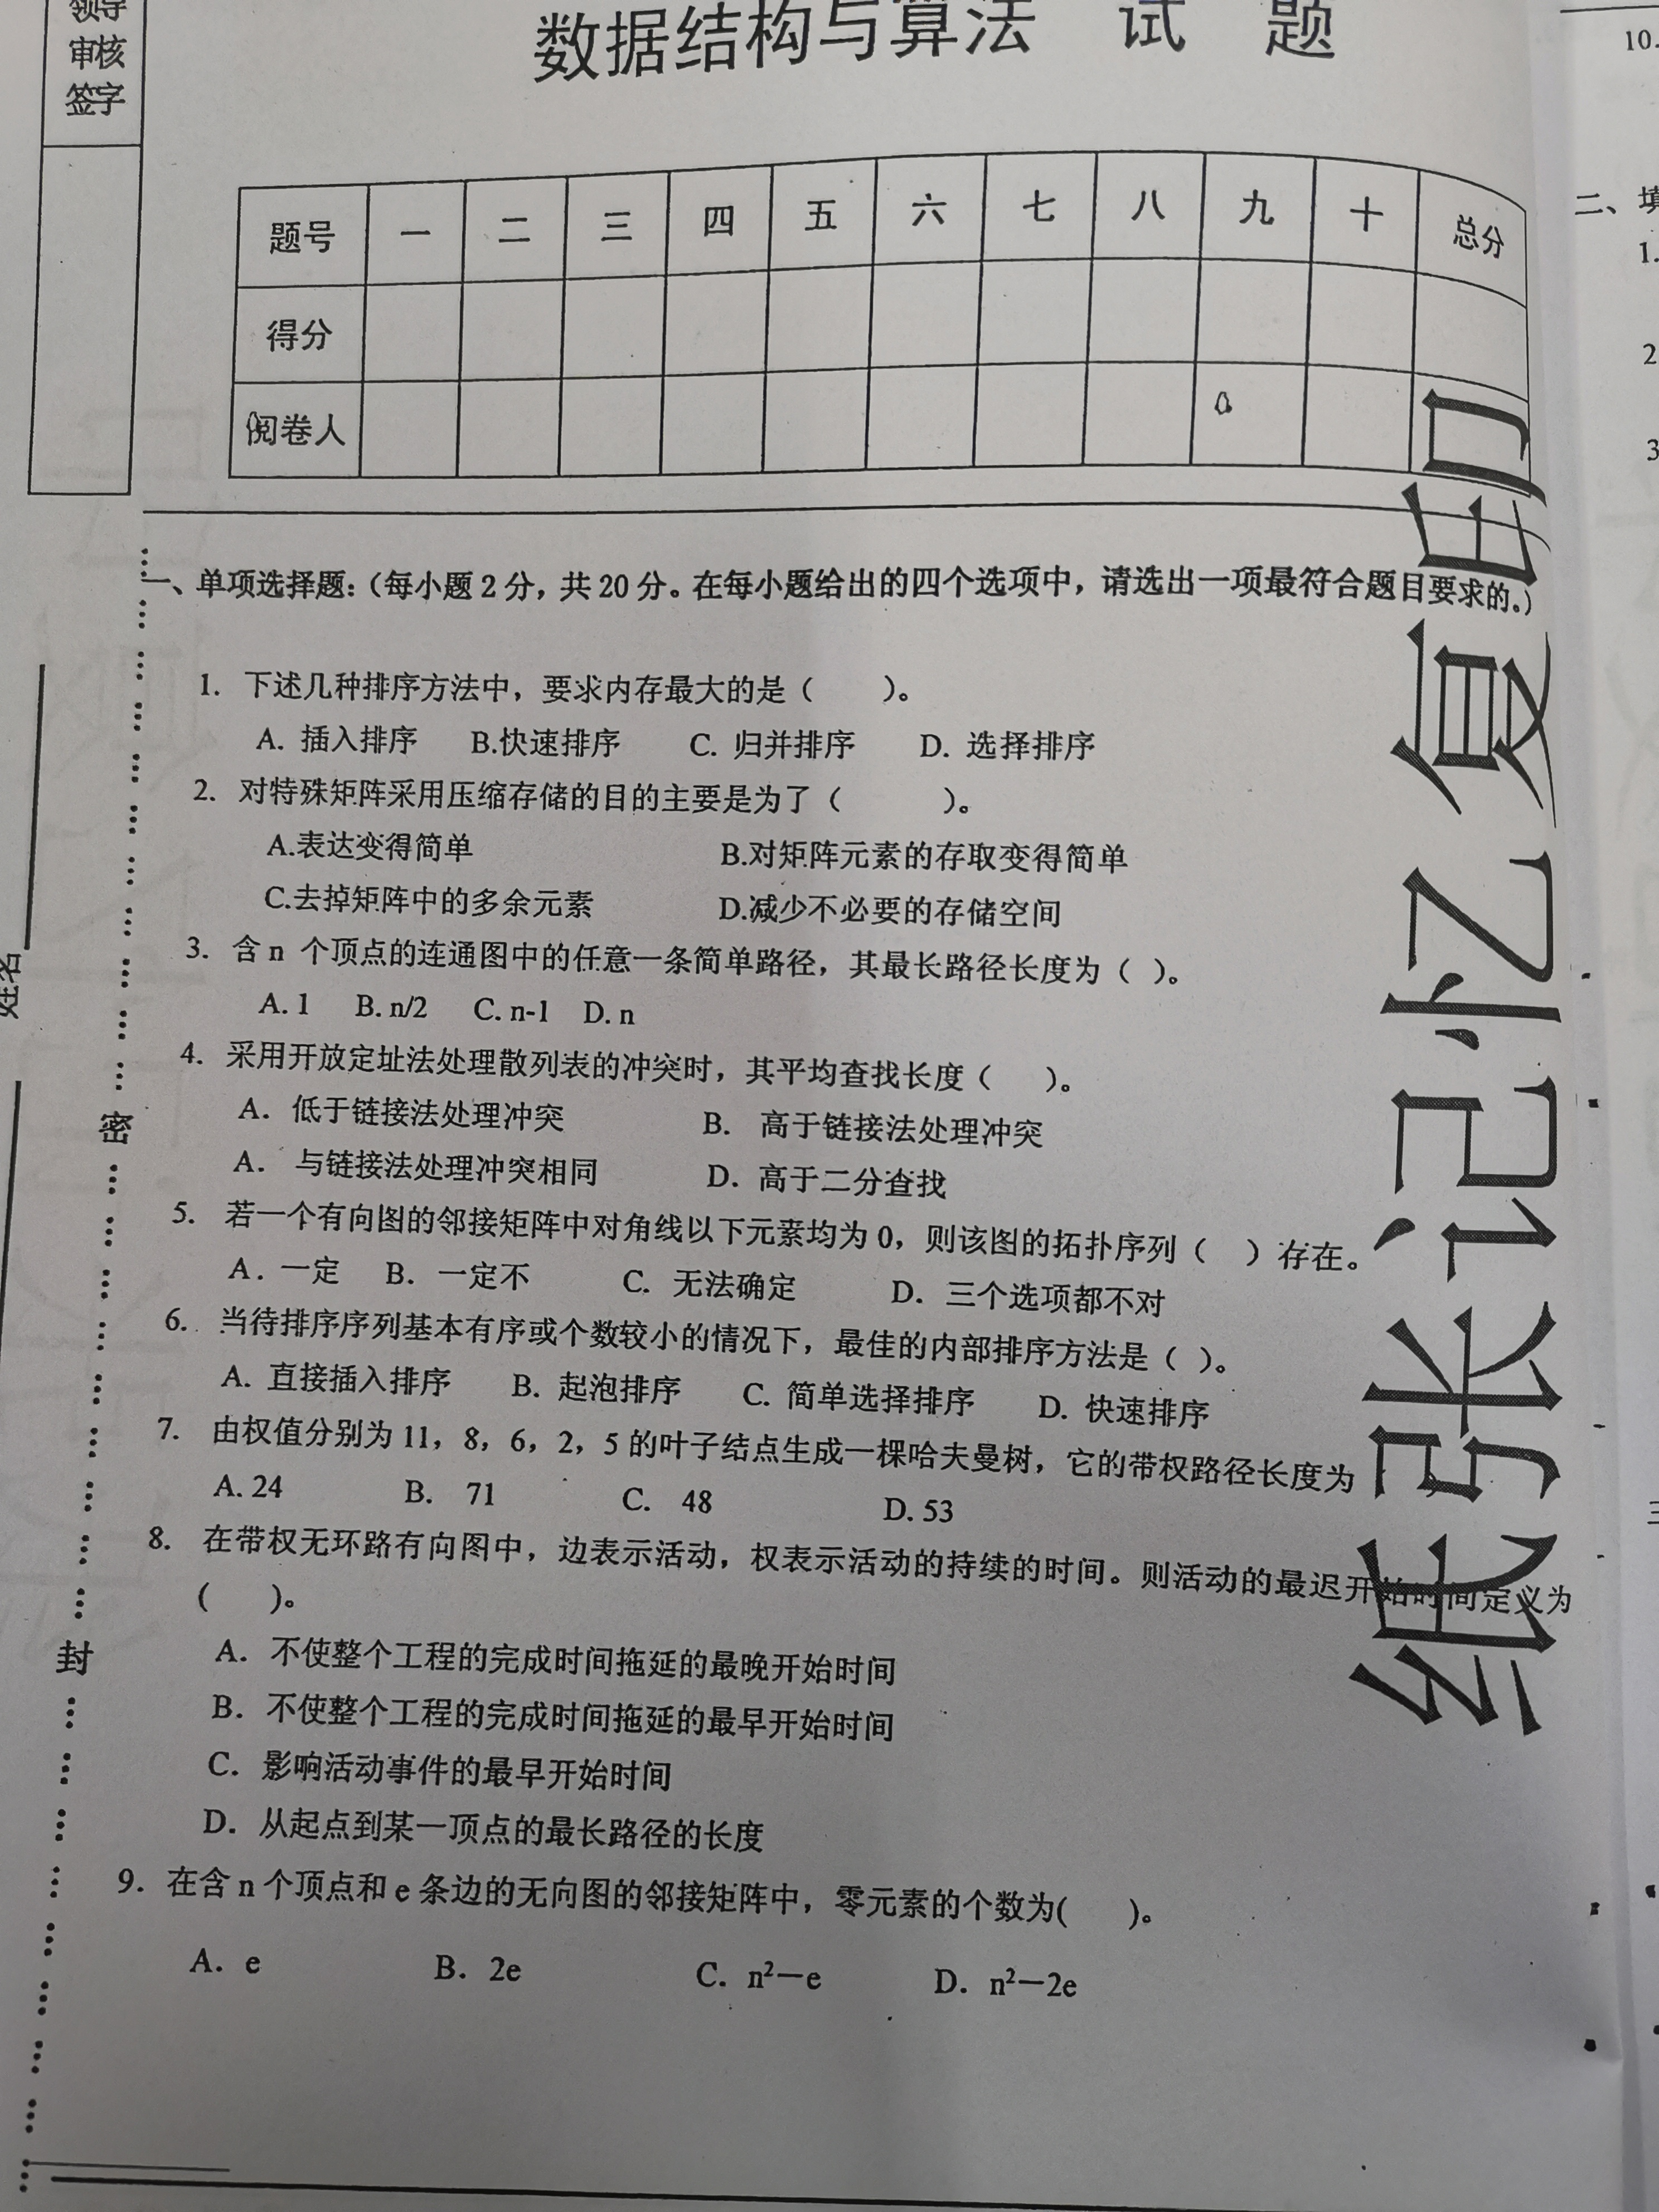 领导
审核
签字
数据结构与算法 试 题
题号 一 二 三 四 五 六 七 八 九 十 总分
得分
阅卷人
一、单项选择题:(每小题2分,共20分。在每小题给出的四个选项中,请选出一项最符合题目要求的。)
1. 下述几种排序方法中,要求内存最大的是( )。
A. 插入排序 B.快速排序 C. 归并排序 D. 选择排序
2. 对特殊矩阵采用压缩存储的目的主要是为了( )。
A.表达变得简单 B.对矩阵元素的存取变得简单
C.去掉矩阵中的多余元素 D.减少不必要的存储空间
3. 含n 个顶点的连通图中的任意一条简单路径,其最长路径长度为( )。
A. 1 B. n/2 C. n-1 D. n
4. 采用开放定址法处理散列表的冲突时,其平均查找长度( )。
A. 低于链接法处理冲突 B. 高于链接法处理冲突
A. 与链接法处理冲突相同 D. 高于二分查找
5. 若一个有向图的邻接矩阵中对角线以下元素均为0,则该图的拓扑序列( )存在。
A. 一定 B. 一定不 C. 无法确定 D. 三个选项都不对
6. 当待排序序列基本有序或个数较小的情况下,最佳的内部排序方法是( )。
A. 直接插入排序 B. 起泡排序 C. 简单选择排序 D. 快速排序
7. 由权值分别为11,8,6,2,5的叶子结点生成一棵哈夫曼树,它的带权路径长度为( )
A. 24 B. 71 C. 48 D. 53
8. 在带权无环路有向图中,边表示活动,权表示活动的持续的时间。则活动的最迟开始时间定义为
( )。
A. 不使整个工程的完成时间拖延的最晚开始时间
B. 不使整个工程的完成时间拖延的最早开始时间
C. 影响活动事件的最早开始时间
D. 从起点到某一顶点的最长路径的长度
9. 在含n个顶点和e条边的无向图的邻接矩阵中,零元素的个数为( )。
A. e B. 2e C. n²-e D. n²-2e
姓名
密
封
纸张记忆复印
10.
二、填
1.
2
3
三